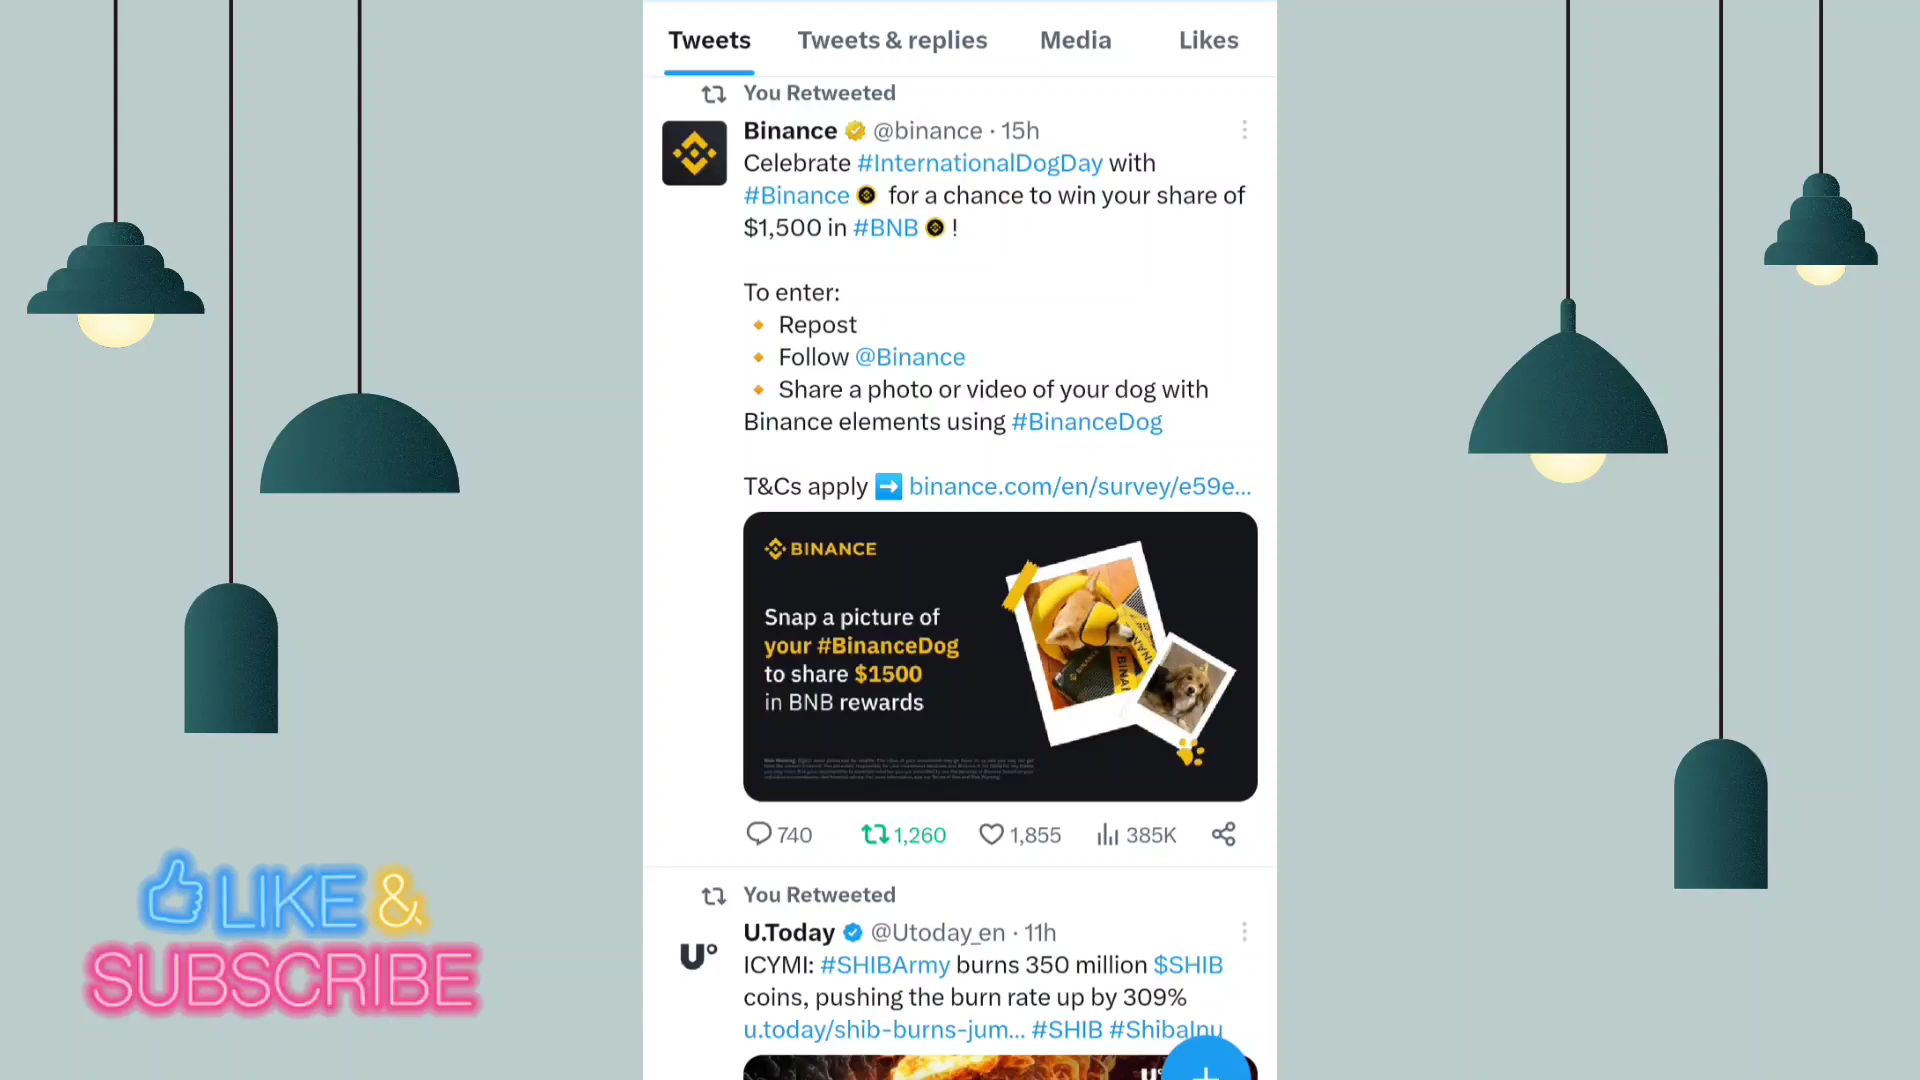 Tweets Tweets & replies Media Likes
You Retweeted
Binance @binance · 15h
Celebrate #InternationalDogDay with
#Binance for a chance to win your share of
$1,500 in #BNB !
To enter:
🔸 Repost
🔸 Follow @Binance
🔸 Share a photo or video of your dog with
Binance elements using #BinanceDog
T&Cs apply ➡️ binance.com/en/survey/e59e...
BINANCE
Snap a picture of
your #BinanceDog
to share $1500
in BNB rewards
740 1,260 1,855 385K
You Retweeted
U.Today @Utoday_en · 11h
ICYMI: #SHIBArmy burns 350 million $SHIB
coins, pushing the burn rate up by 309%
u.today/shib-burns-jum... #SHIB #ShibaInu
LIKE &
SUBSCRIBE